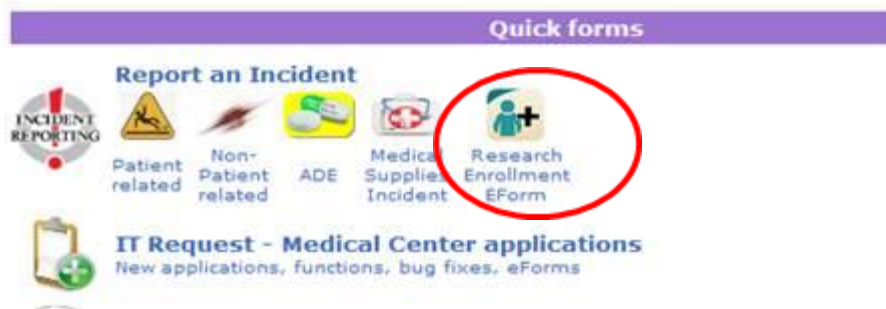 Quick forms
Report an Incident
INCIDENT
REPORTING
Patient
related
Non-
Patient
related
ADE
Medical
Supplies
Incident
Research
Enrollment
EForm
IT Request - Medical Center applications
New applications, functions, bug fixes, eForms